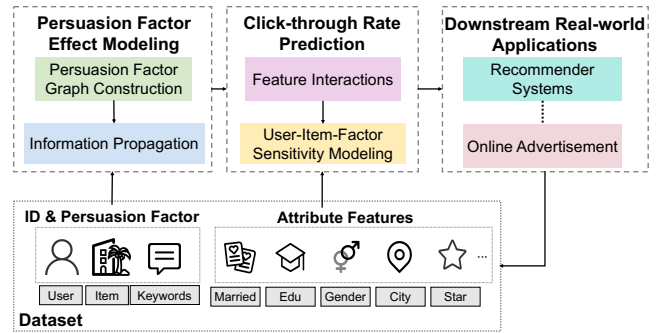 Persuasion Factor
Effect Modeling
Persuasion Factor
Graph Construction
Information Propagation
Click-through Rate
Prediction
Feature Interactions
User-Item-Factor
Sensitivity Modeling
Downstream Real-world
Applications
Recommender
Systems
Online Advertisement
ID & Persuasion Factor
User
Item
Keywords
Attribute Features
...
Married
Edu
Gender
City
Star
Dataset